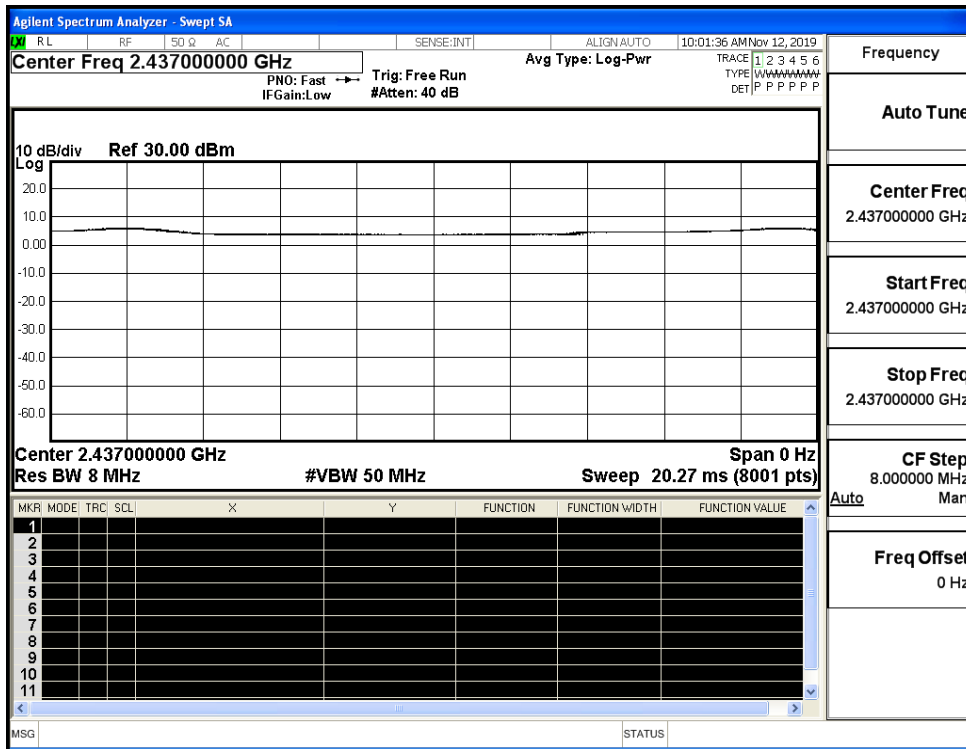 Agilent Spectrum Analyzer - Swept SA
LXI RL RF 50 Ω AC SENSE:INT ALIGN AUTO 10:01:36 AM Nov 12, 2019
Center Freq 2.437000000 GHz
PNO: Fast
IFGain:Low
Trig: Free Run
#Atten: 40 dB
Avg Type: Log-Pwr
TRACE 1 2 3 4 5 6
TYPE WWWWWW
DET P P P P P P
10 dB/div Ref 30.00 dBm
Log
20.0
10.0
0.00
-10.0
-20.0
-30.0
-40.0
-50.0
-60.0
Center 2.437000000 GHz Span 0 Hz
Res BW 8 MHz #VBW 50 MHz Sweep 20.27 ms (8001 pts)
MKR MODE TRC SCL X Y FUNCTION FUNCTION WIDTH FUNCTION VALUE
1
2
3
4
5
6
7
8
9
10
11
MSG STATUS
Frequency
Auto Tune
Center Freq
2.437000000 GHz
Start Freq
2.437000000 GHz
Stop Freq
2.437000000 GHz
CF Step
8.000000 MHz
Auto Man
Freq Offset
0 Hz